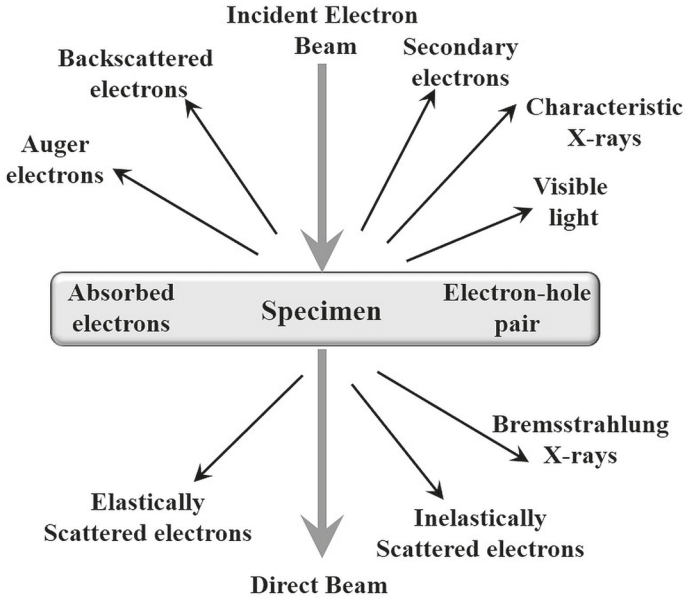 Incident Electron
Beam
Backscattered
electrons
Secondary
electrons
Characteristic
X-rays
Auger
electrons
Visible
light
Absorbed
electrons
Specimen
Electron-hole
pair
Bremsstrahlung
X-rays
Elastically
Scattered electrons
Inelastically
Scattered electrons
Direct Beam